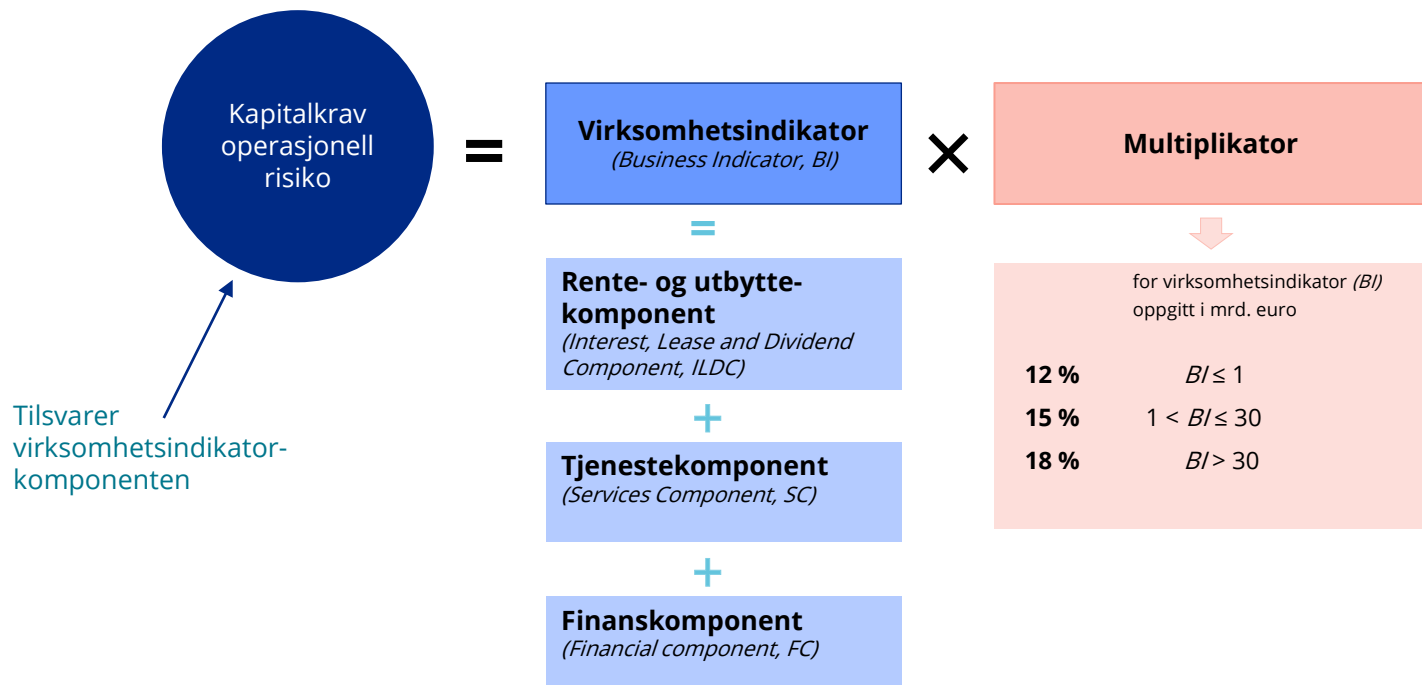 Kapitalkrav
operasjonell
risiko
=
Virksomhetsindikator
(Business Indicator, BI)
×
Multiplikator
=
Rente- og utbytte-
komponent
(Interest, Lease and Dividend
Component, ILDC)
+
Tjenestekomponent
(Services Component, SC)
+
Finanskomponent
(Financial component, FC)
for virksomhetsindikator (BI)
oppgitt i mrd. euro
12 % BI ≤ 1
15 % 1 < BI ≤ 30
18 % BI > 30
Tilsvarer
virksomhetsindikator-
komponenten